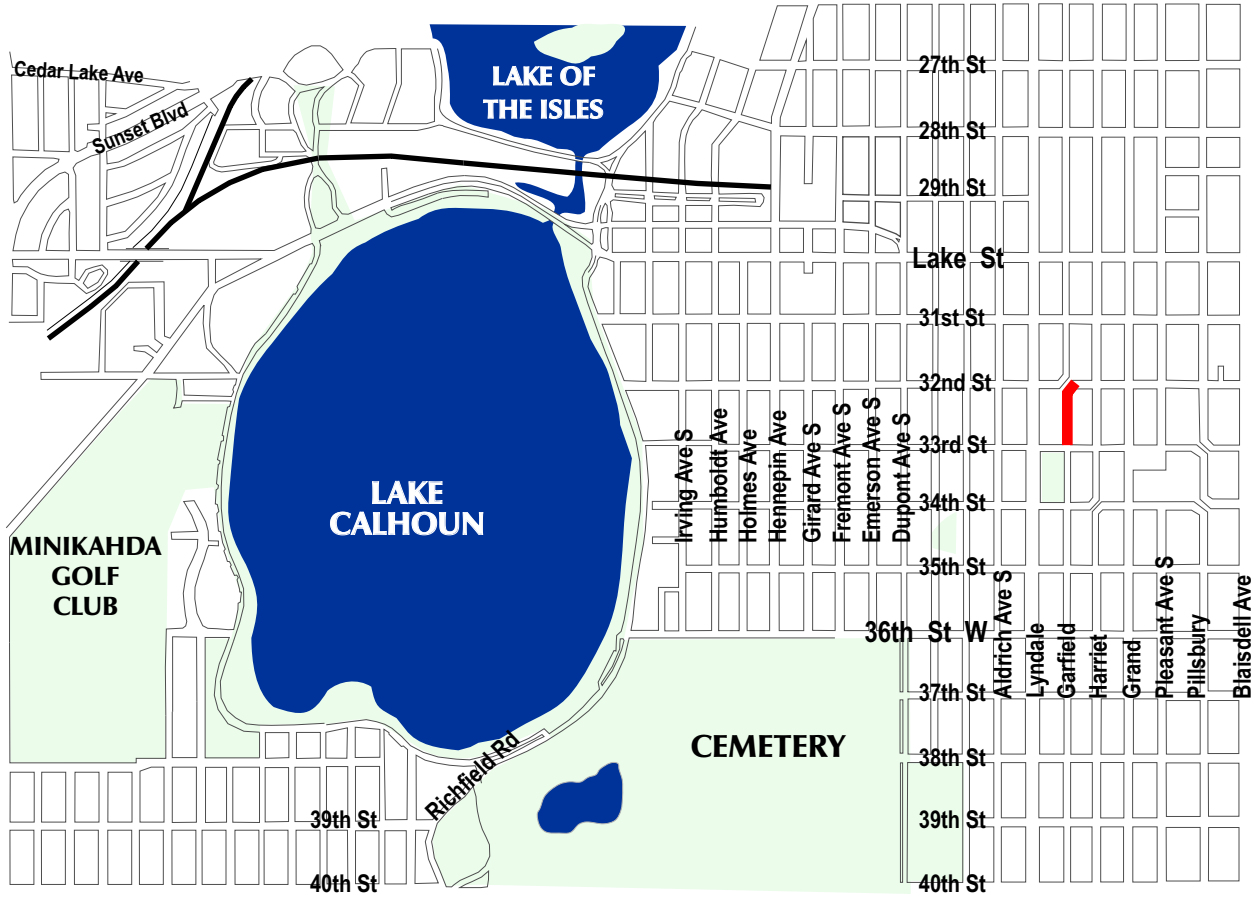 LAKE OF
THE ISLES
Cedar Lake Ave
Sunset Blvd
27th St
28th St
29th St
Lake St
31st St
32nd St
33rd St
34th St
35th St
36th St W
37th St
38th St
39th St
40th St
Irving Ave S
Humboldt Ave
Holmes Ave
Hennepin Ave
Girard Ave S
Fremont Ave S
Emerson Ave S
Dupont Ave S
LAKE
CALHOUN
MINIKAHDA
GOLF
CLUB
Aldrich Ave S
Lyndale
Garfield
Harriet
Grand
Pleasant Ave S
Pillsbury
Blaisdell Ave
CEMETERY
Richfield Rd
39th St
40th St